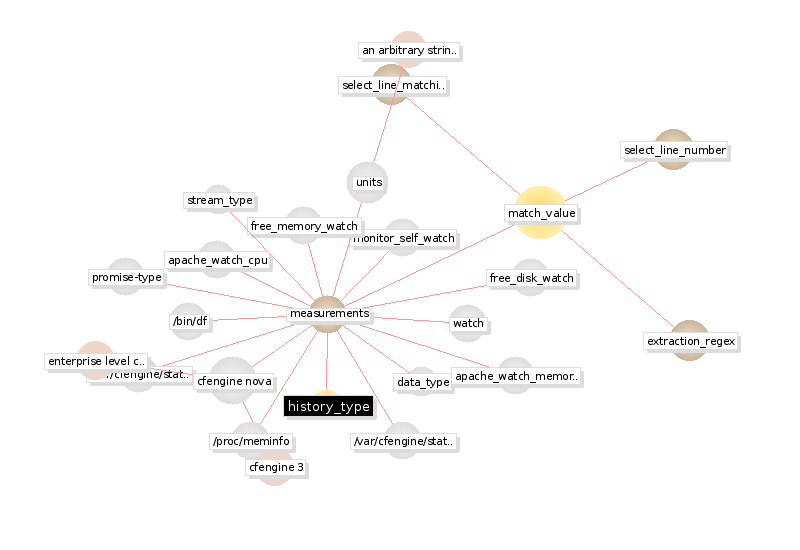 an arbitrary strin..
select_line_matchi..
select_line_number
units
stream_type
match_value
free_memory_watch
monitor_self_watch
apache_watch_cpu
promise-type
free_disk_watch
measurements
/bin/df
watch
extraction_regex
enterprise level c..
./cfengine/stat..
cfengine nova
data_type
apache_watch_memor..
history_type
/proc/meminfo
/var/cfengine/stat..
cfengine 3